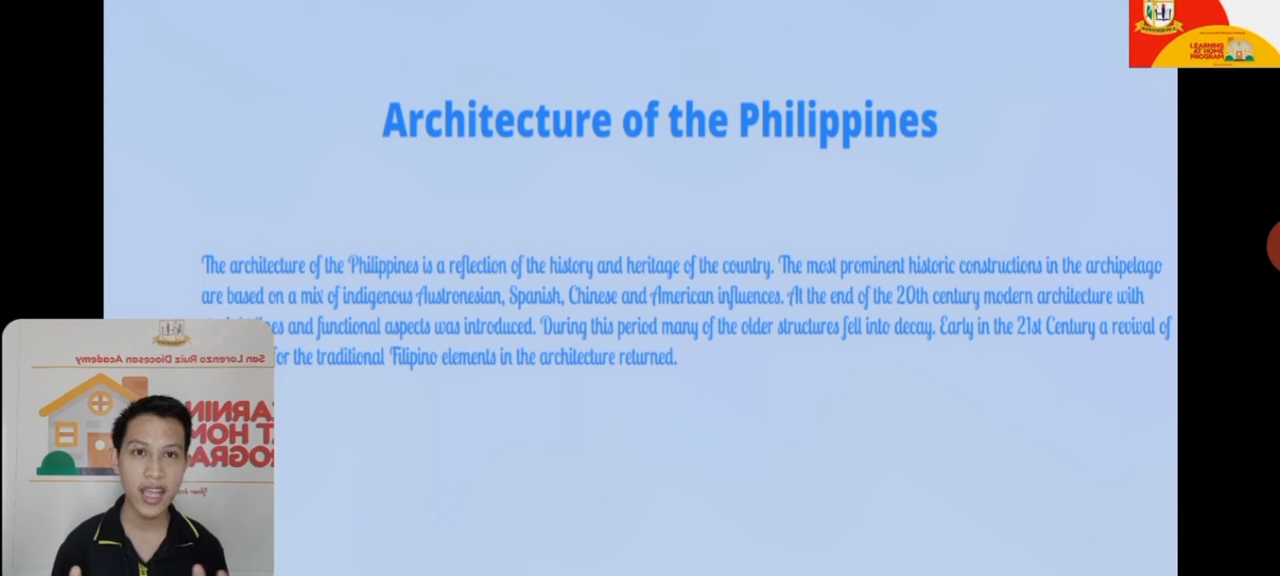 Architecture of the Philippines
The architecture of the Philippines is a reflection of the history and heritage of the country. The most prominent historic constructions in the archipelago
are based on a mix of indigenous Austronesian, Spanish, Chinese and American influences. At the end of the 20th century modern architecture with
and functional aspects was introduced. During this period many of the older structures fell into decay. Early in the 21st Century a revival of
for the traditional Filipino elements in the architecture returned.
LEARNING
AT HOME
PROGRAM
San Lorenzo Ruiz Diocesan Academy